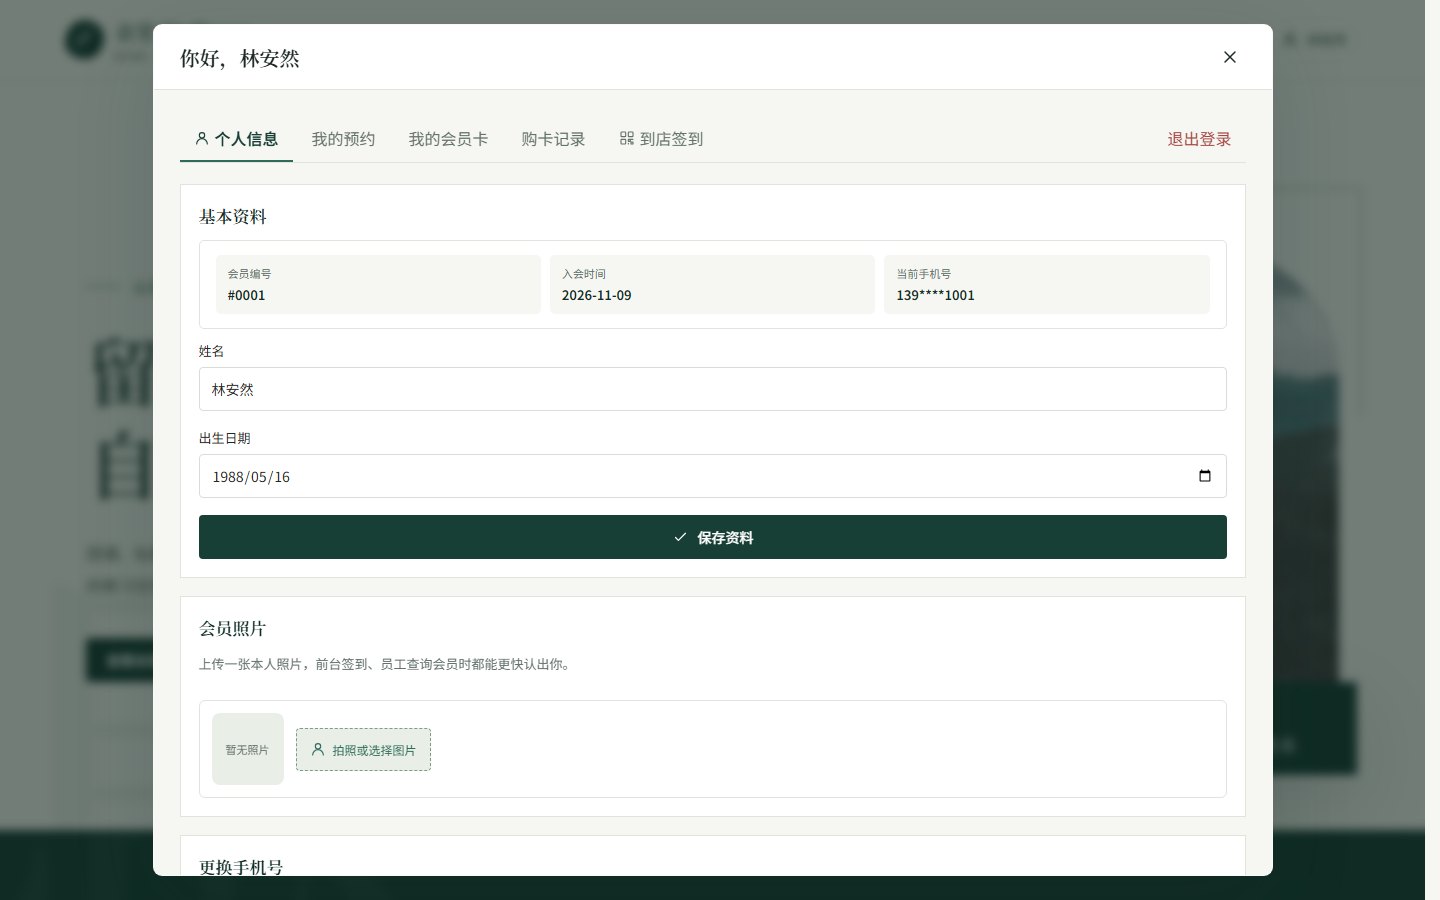 你好，林安然
个人信息
我的预约
我的会员卡
购卡记录
到店签到
退出登录
基本资料
会员编号
#0001
入会时间
2026-11-09
当前手机号
139****1001
姓名
林安然
出生日期
1988/05/16
保存资料
会员照片
上传一张本人照片，前台签到、员工查询会员时都能更快认出你。
暂无照片
拍照或选择图片
更换手机号
留
自